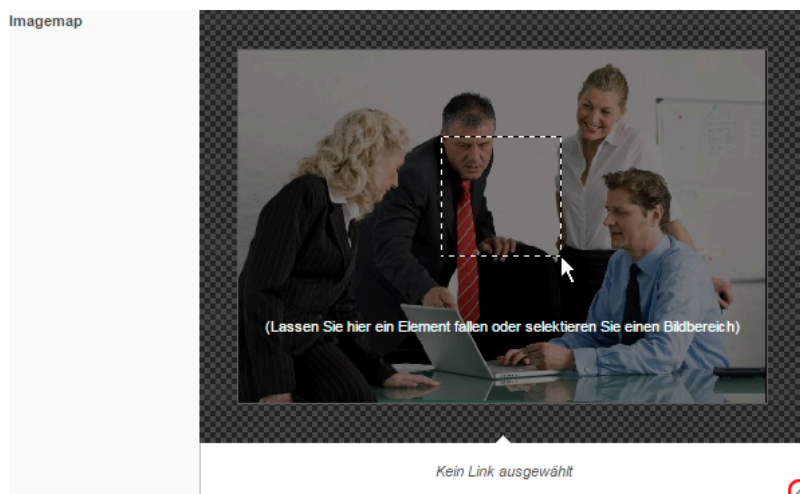 Imagemap
(Lassen Sie hier ein Element fallen oder selektieren Sie einen Bildbereich)
Kein Link ausgewählt